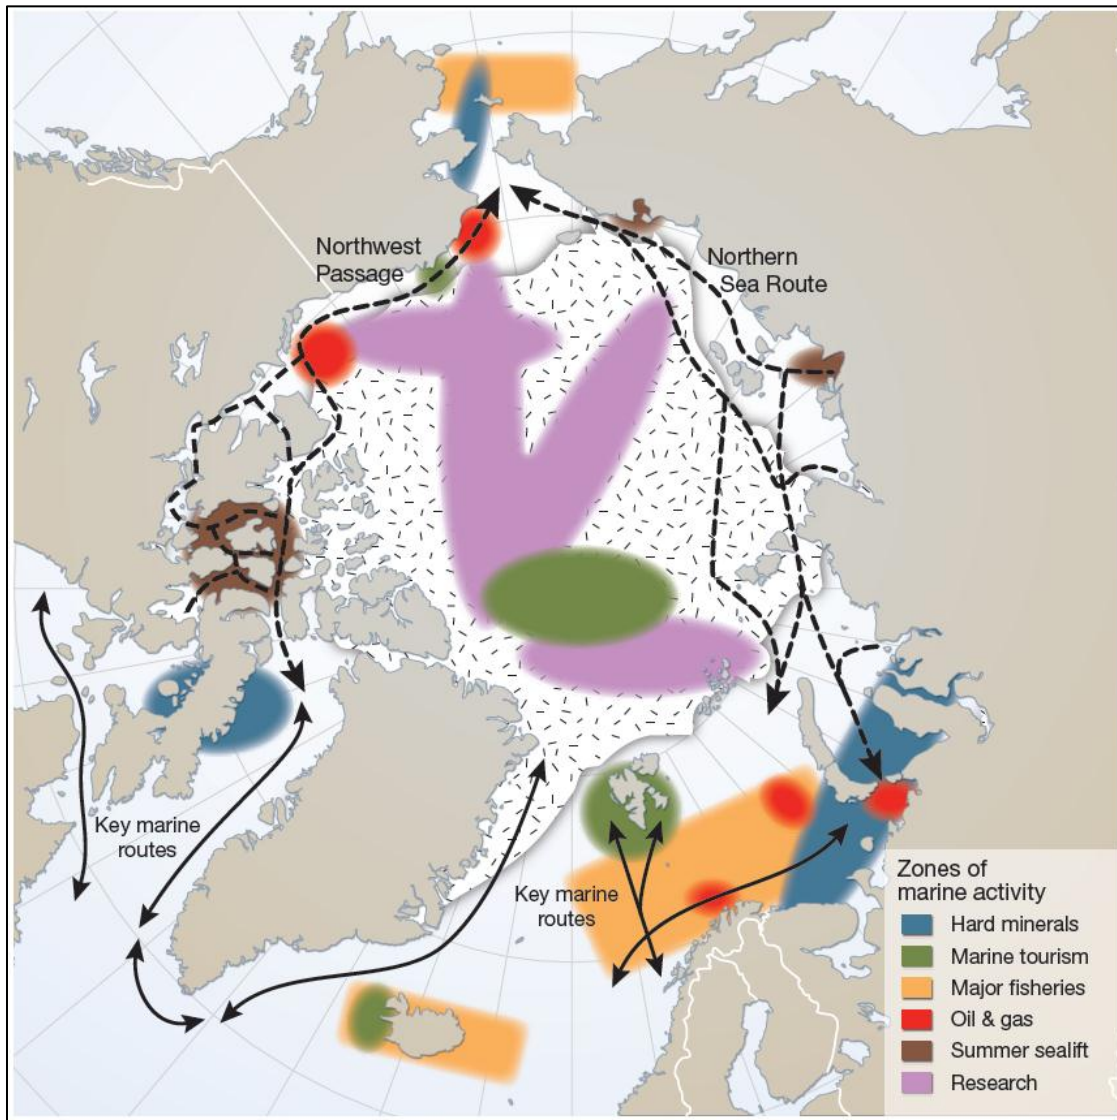 Northwest
Passage
Northern
Sea Route
Key marine
routes
Key marine
routes
Zones of
marine activity
Hard minerals
Marine tourism
Major fisheries
Oil & gas
Summer sealift
Research